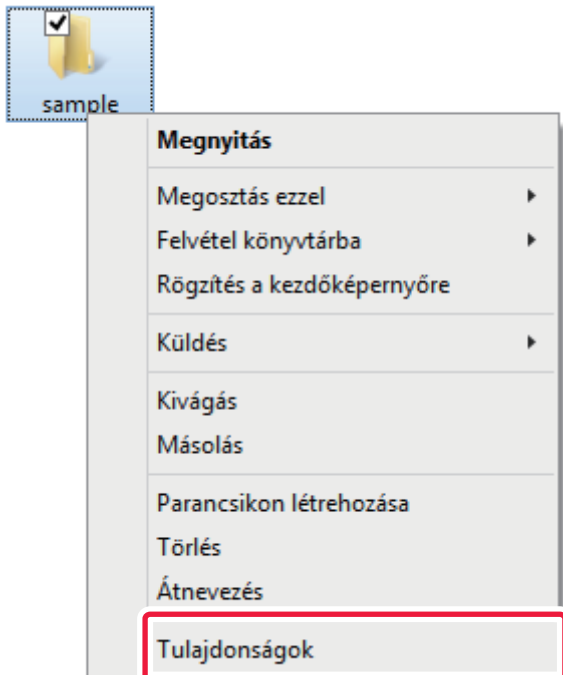 sample
Megnyitás
Megosztás ezzel
Felvétel könyvtárba
Rögzítés a kezdőképernyőre
Küldés
Kivágás
Másolás
Parancsikon létrehozása
Törlés
Átnevezés
Tulajdonságok